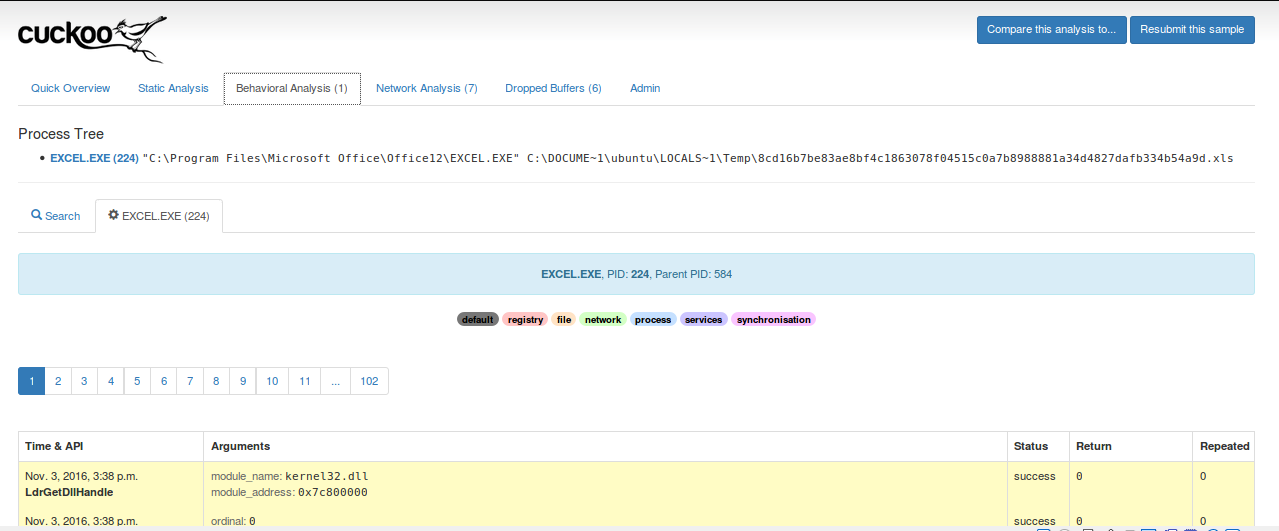 cuckoo
Compare this analysis to... Resubmit this sample
Quick Overview Static Analysis Behavioral Analysis (1) Network Analysis (7) Dropped Buffers (6) Admin
Process Tree
• EXCEL.EXE (224) "C:\Program Files\Microsoft Office\Office12\EXCEL.EXE" C:\DOCUME~1\ubuntu\LOCALS~1\Temp\8cd16b7be83ae8bf4c1863078f04515c0a7b8988881a34d4827dafb334b54a9d.xls
Search EXCEL.EXE (224)
EXCEL.EXE, PID: 224, Parent PID: 584
default registry file network process services synchronisation
1 2 3 4 5 6 7 8 9 10 11 ... 102
Time & API Arguments Status Return Repeated
Nov. 3, 2016, 3:38 p.m. module_name: kernel32.dll success 0 0
LdrGetDllHandle module_address: 0x7c800000
Nov. 3, 2016, 3:38 p.m. ordinal: 0 success 0 0